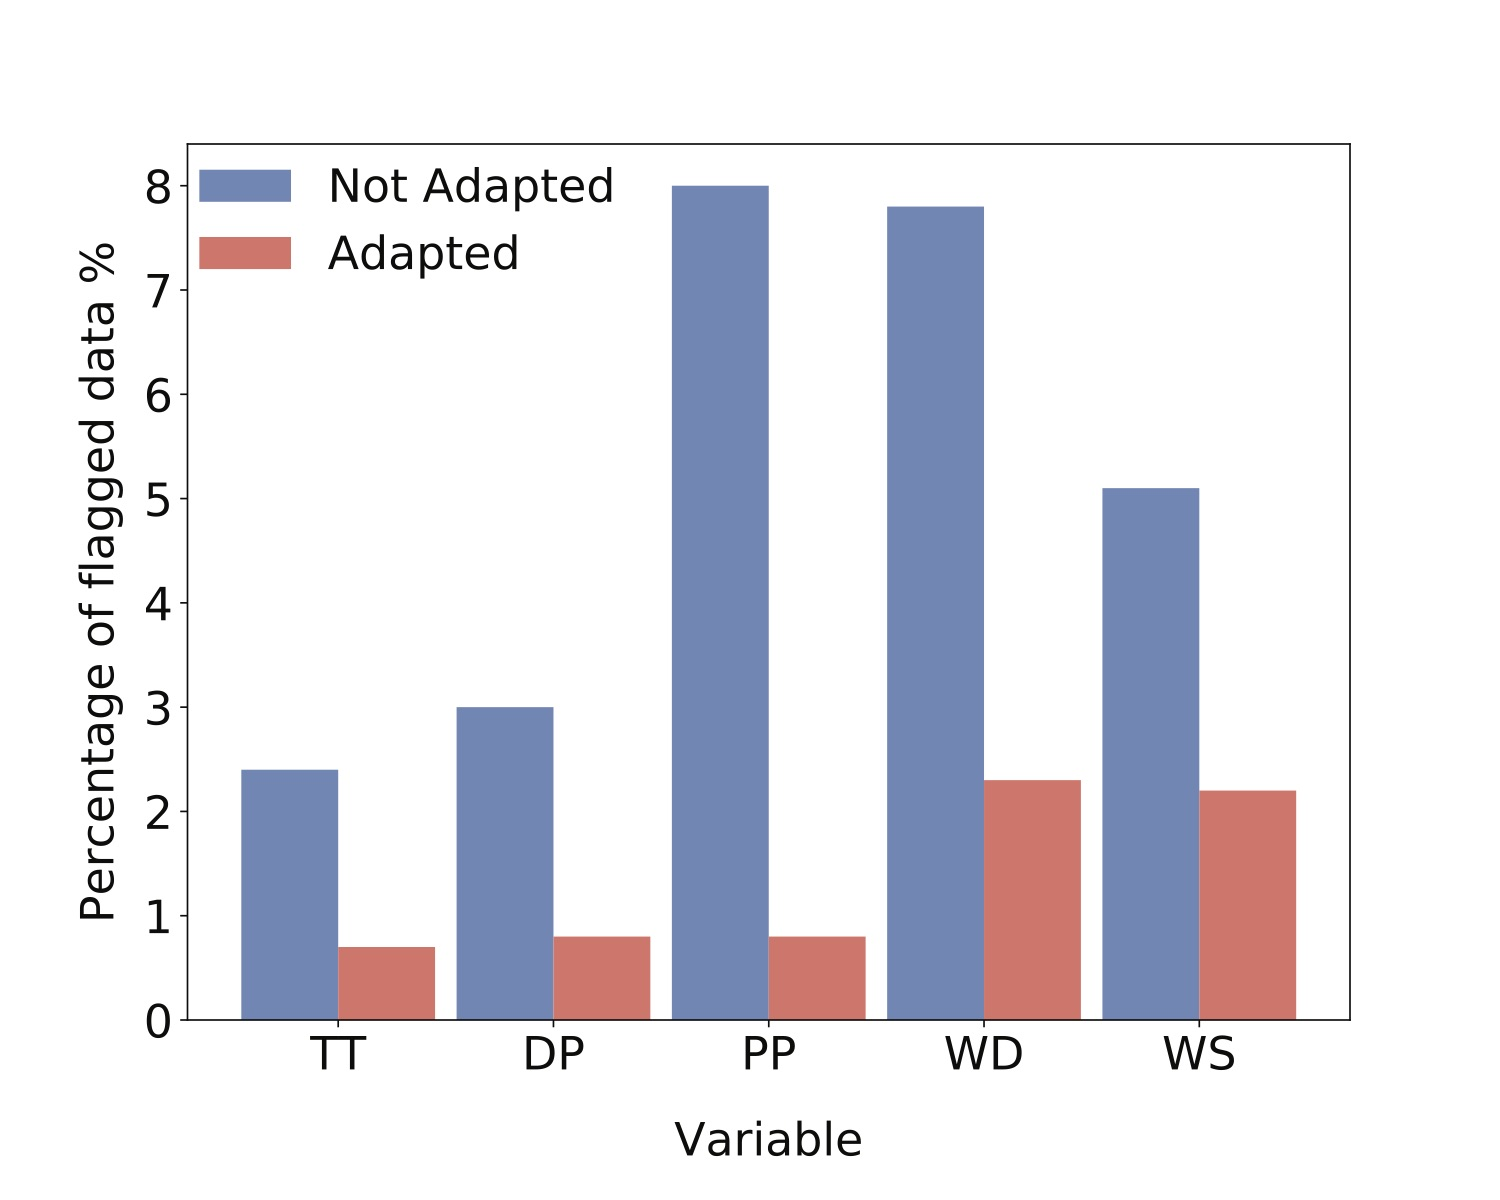 Not Adapted
Adapted
Percentage of flagged data %
8
7
6
5
4
3
2
1
0
TT DP PP WD WS
Variable